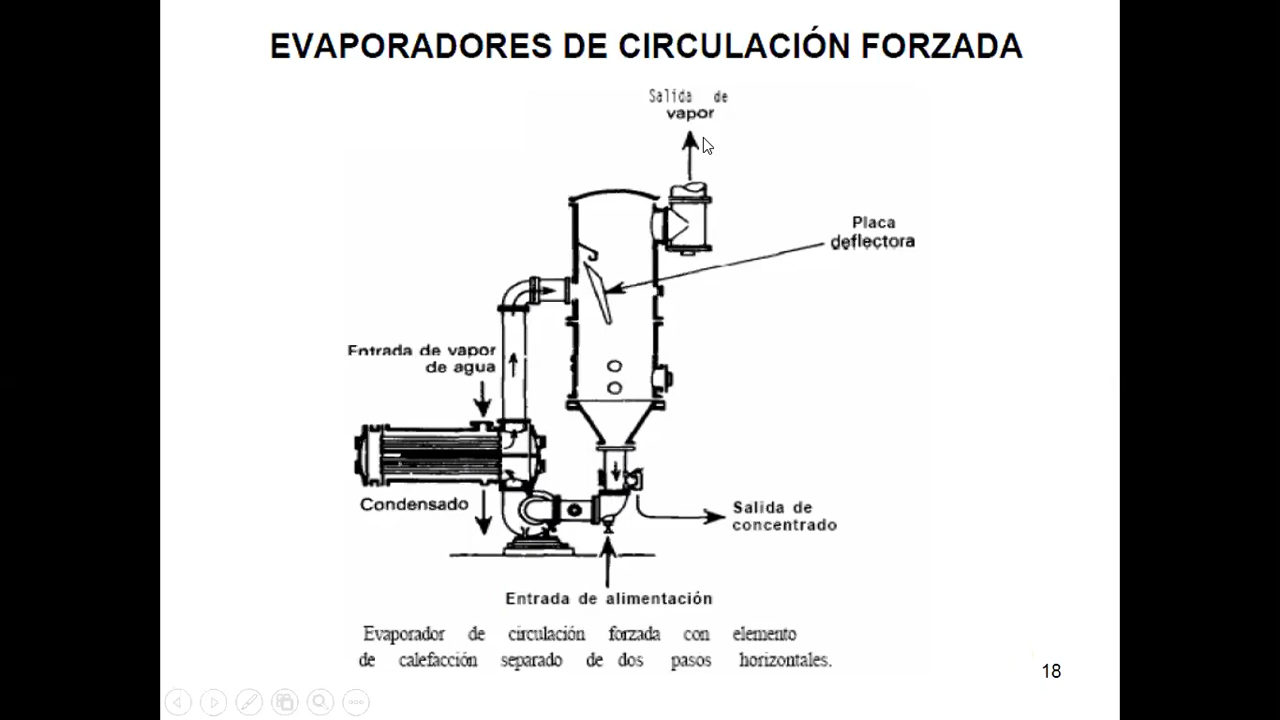 EVAPORADORES DE CIRCULACIÓN FORZADA
Salida de
vapor
Placa
deflectora
Entrada de vapor
de agua
Condensado
Salida de
concentrado
Entrada de alimentación
Evaporador de circulación forzada con elemento
de calefacción separado de dos pasos horizontales.
18